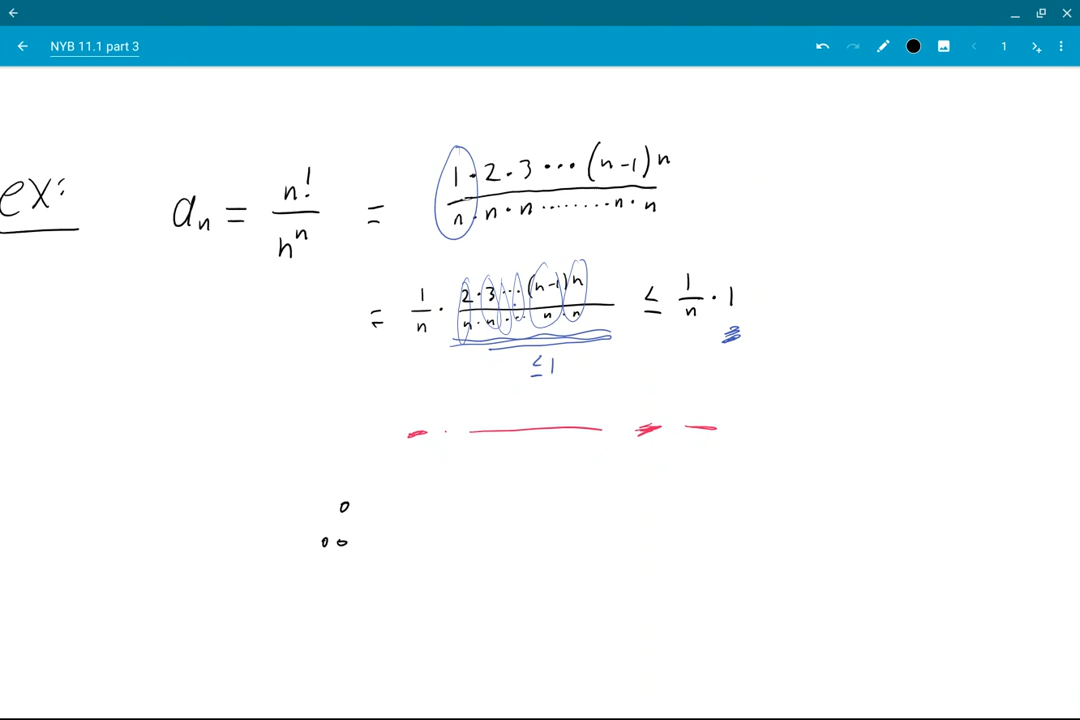 NYB 11.1 part 3
1
ex: aₙ = n!/nⁿ = 1·2·3···(n-1)n / n·n·n·········n·n
= 1/n · 2·3···(n-1)n / n·n·...n·n ≤ 1/n · 1
≤ 1